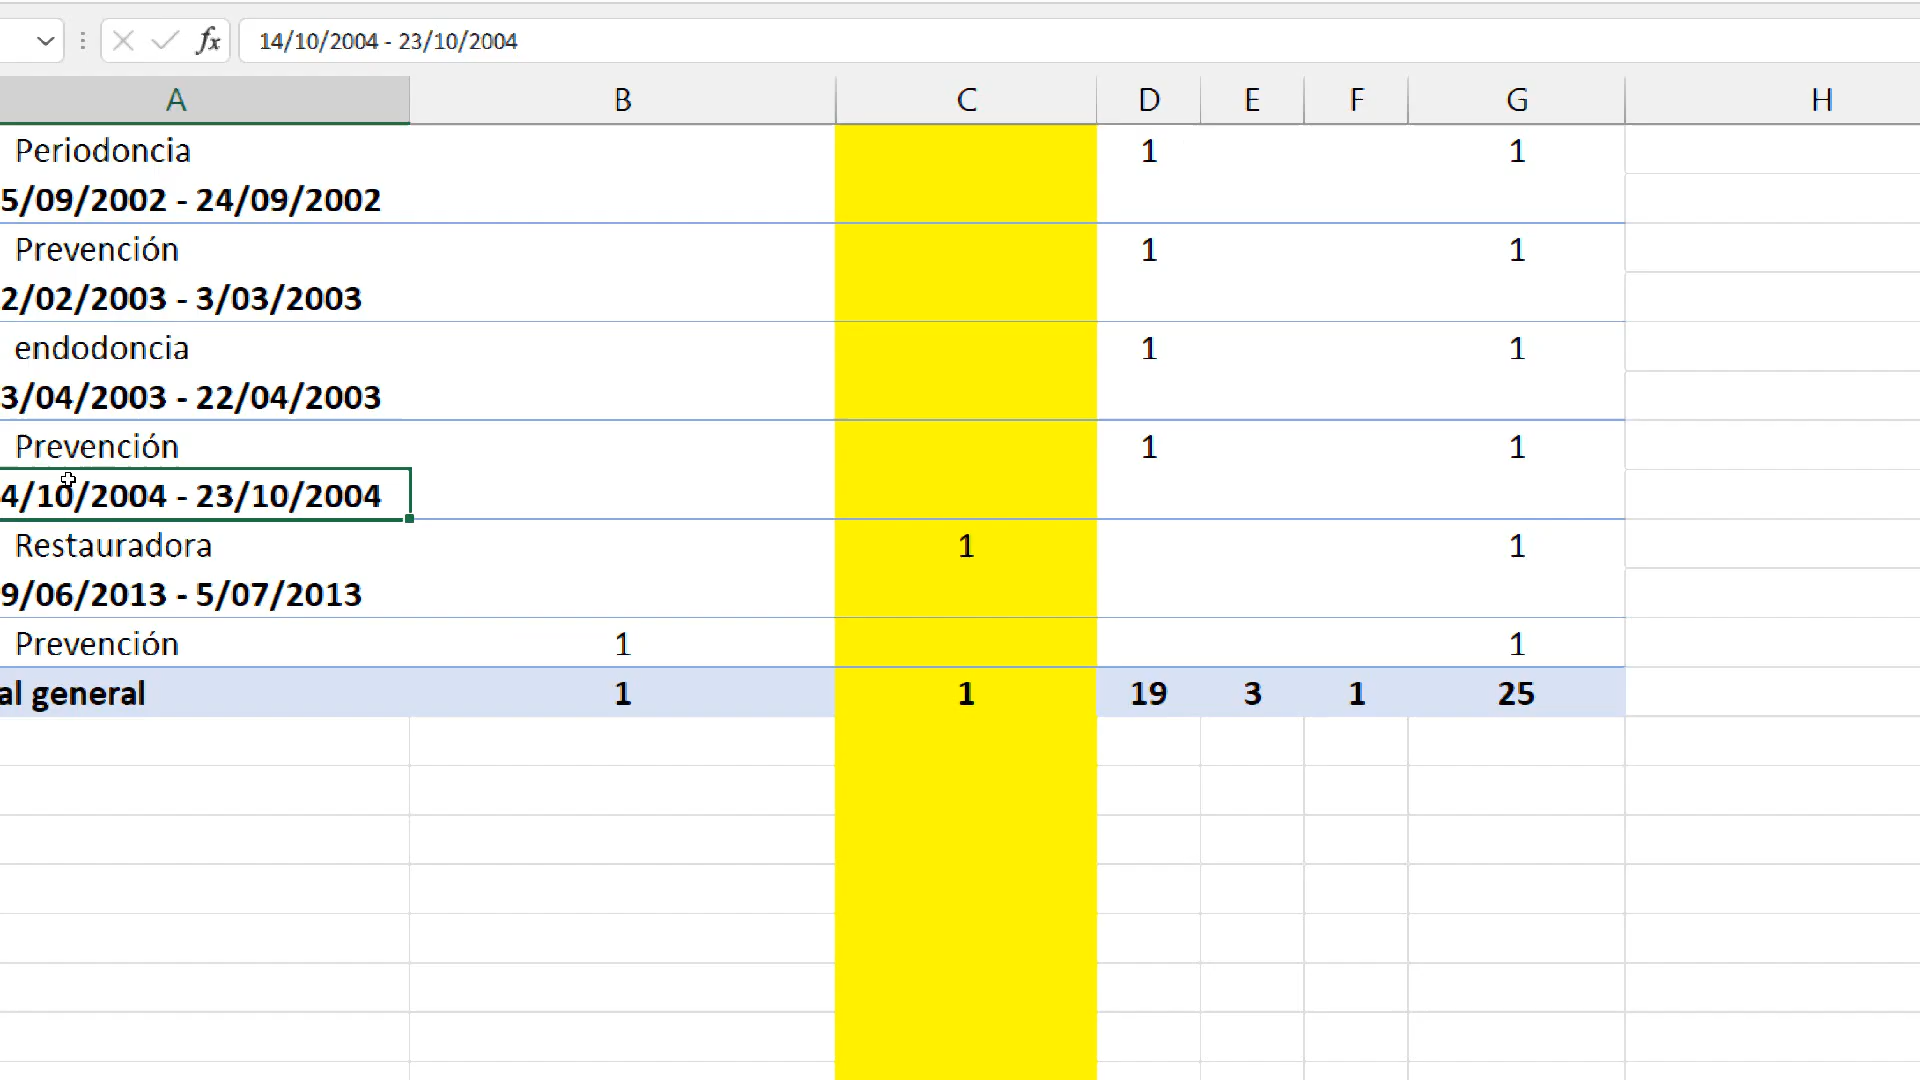 fx 14/10/2004 - 23/10/2004
A B C D E F G H
Periodoncia 1 1
5/09/2002 - 24/09/2002
Prevención 1 1
2/02/2003 - 3/03/2003
endodoncia 1 1
3/04/2003 - 22/04/2003
Prevención 1 1
4/10/2004 - 23/10/2004
Restauradora 1 1
9/06/2013 - 5/07/2013
Prevención 1 1
al general 1 1 19 3 1 25